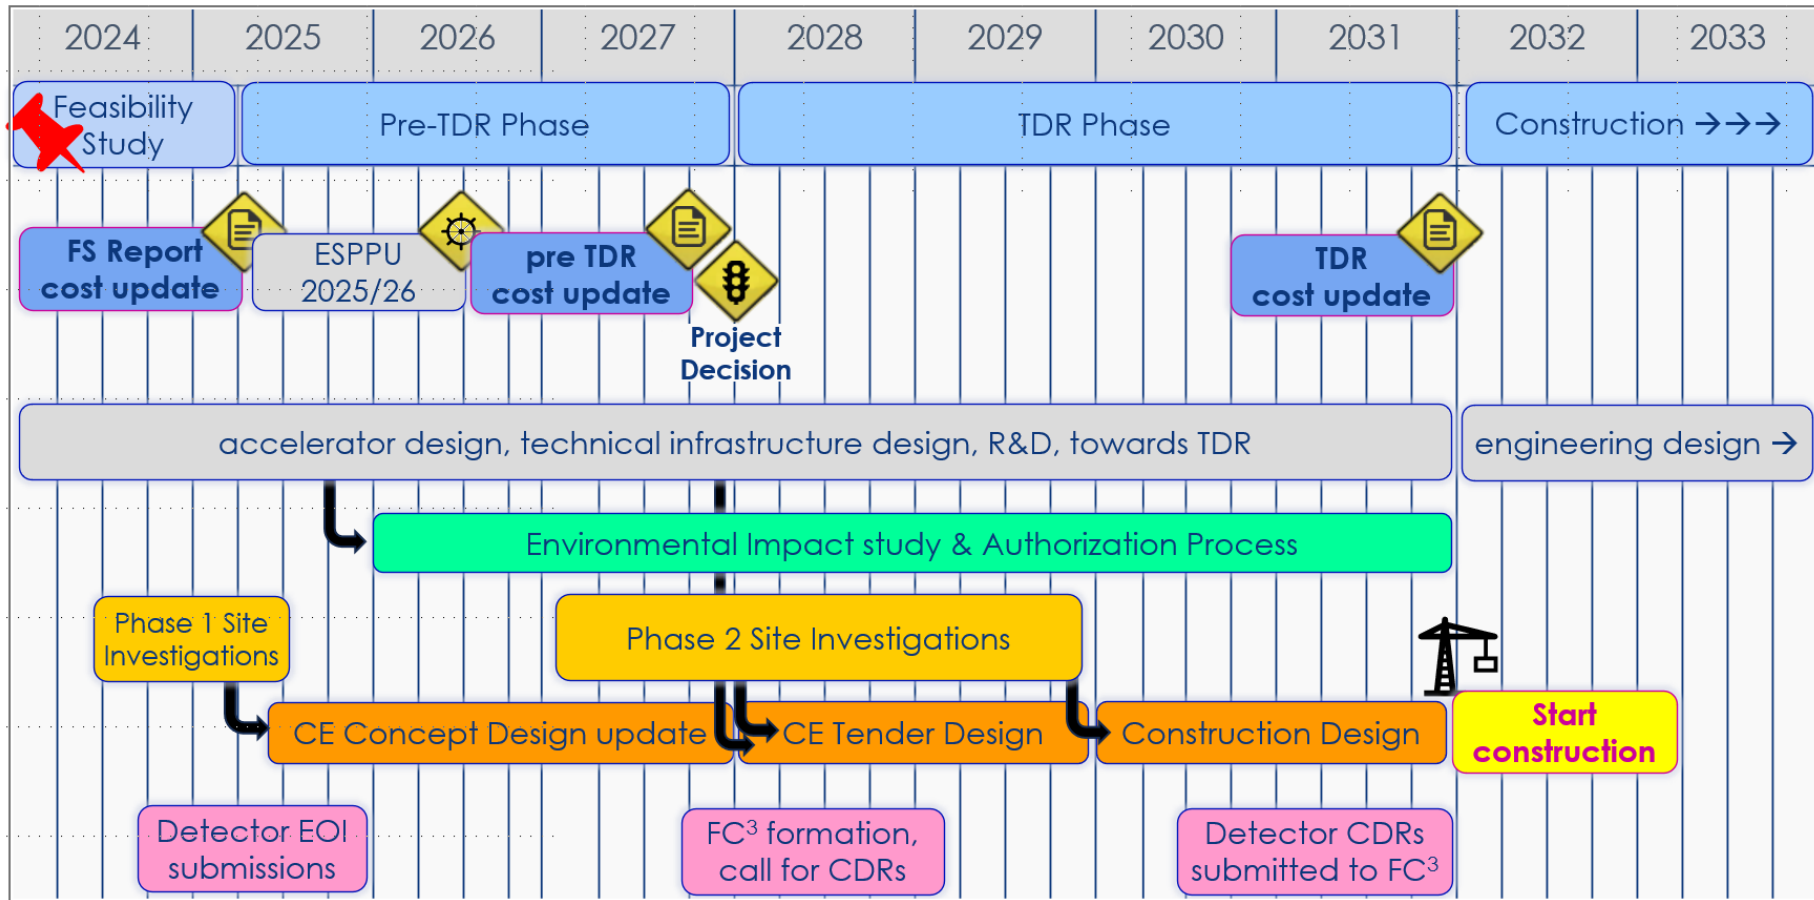 2024 2025 2026 2027 2028 2029 2030 2031 2032 2033
Feasibility
Study
Pre-TDR Phase
TDR Phase
Construction →→→
FS Report
cost update
ESPPU
2025/26
pre TDR
cost update
Project
Decision
TDR
cost update
accelerator design, technical infrastructure design, R&D, towards TDR
engineering design →
Environmental Impact study & Authorization Process
Phase 1 Site
Investigations
Phase 2 Site Investigations
CE Concept Design update
CE Tender Design
Construction Design
Start
construction
Detector EOI
submissions
FC³ formation,
call for CDRs
Detector CDRs
submitted to FC³